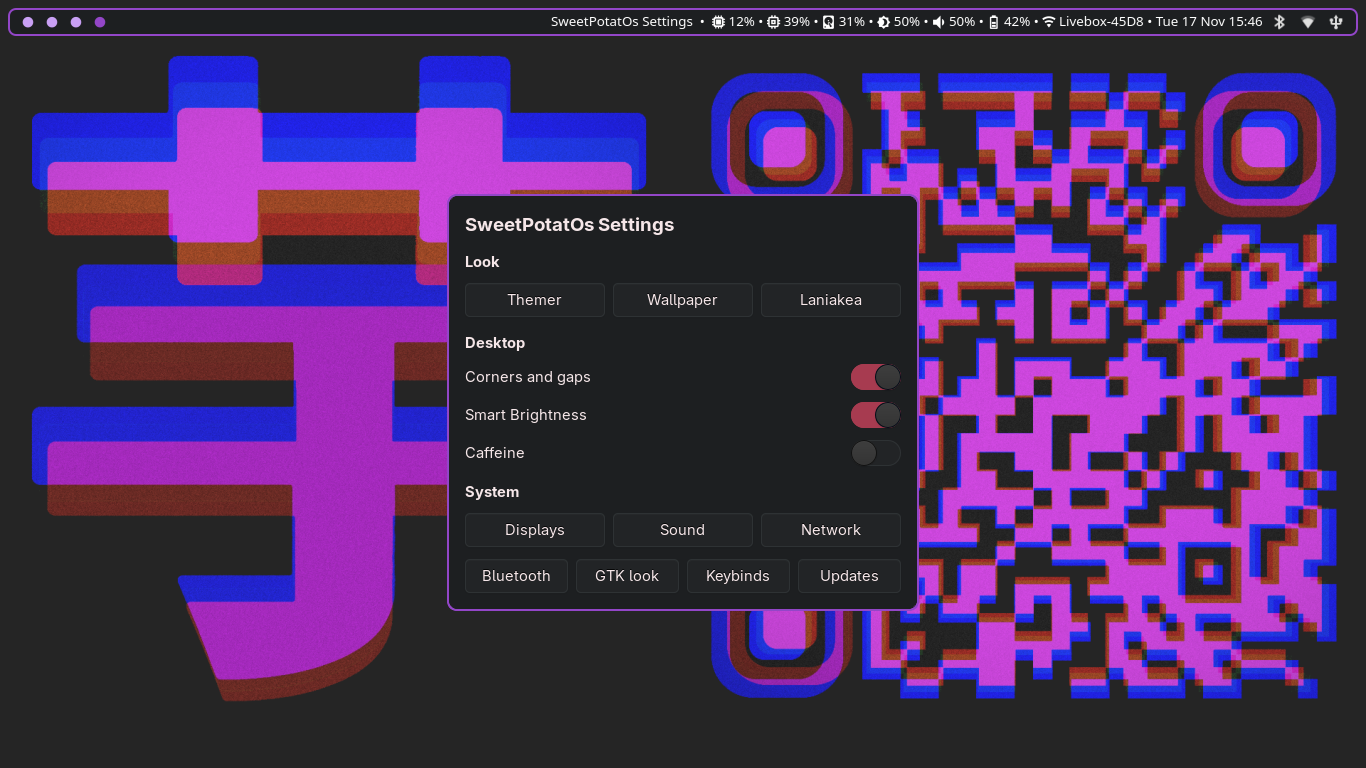 SweetPotatOs Settings • 12% • 39% • 31% • 50% • 50% • 42% • Livebox-45D8 • Tue 17 Nov 15:46
芋
SweetPotatOs Settings
Look
Themer Wallpaper Laniakea
Desktop
Corners and gaps
Smart Brightness
Caffeine
System
Displays Sound Network
Bluetooth GTK look Keybinds Updates